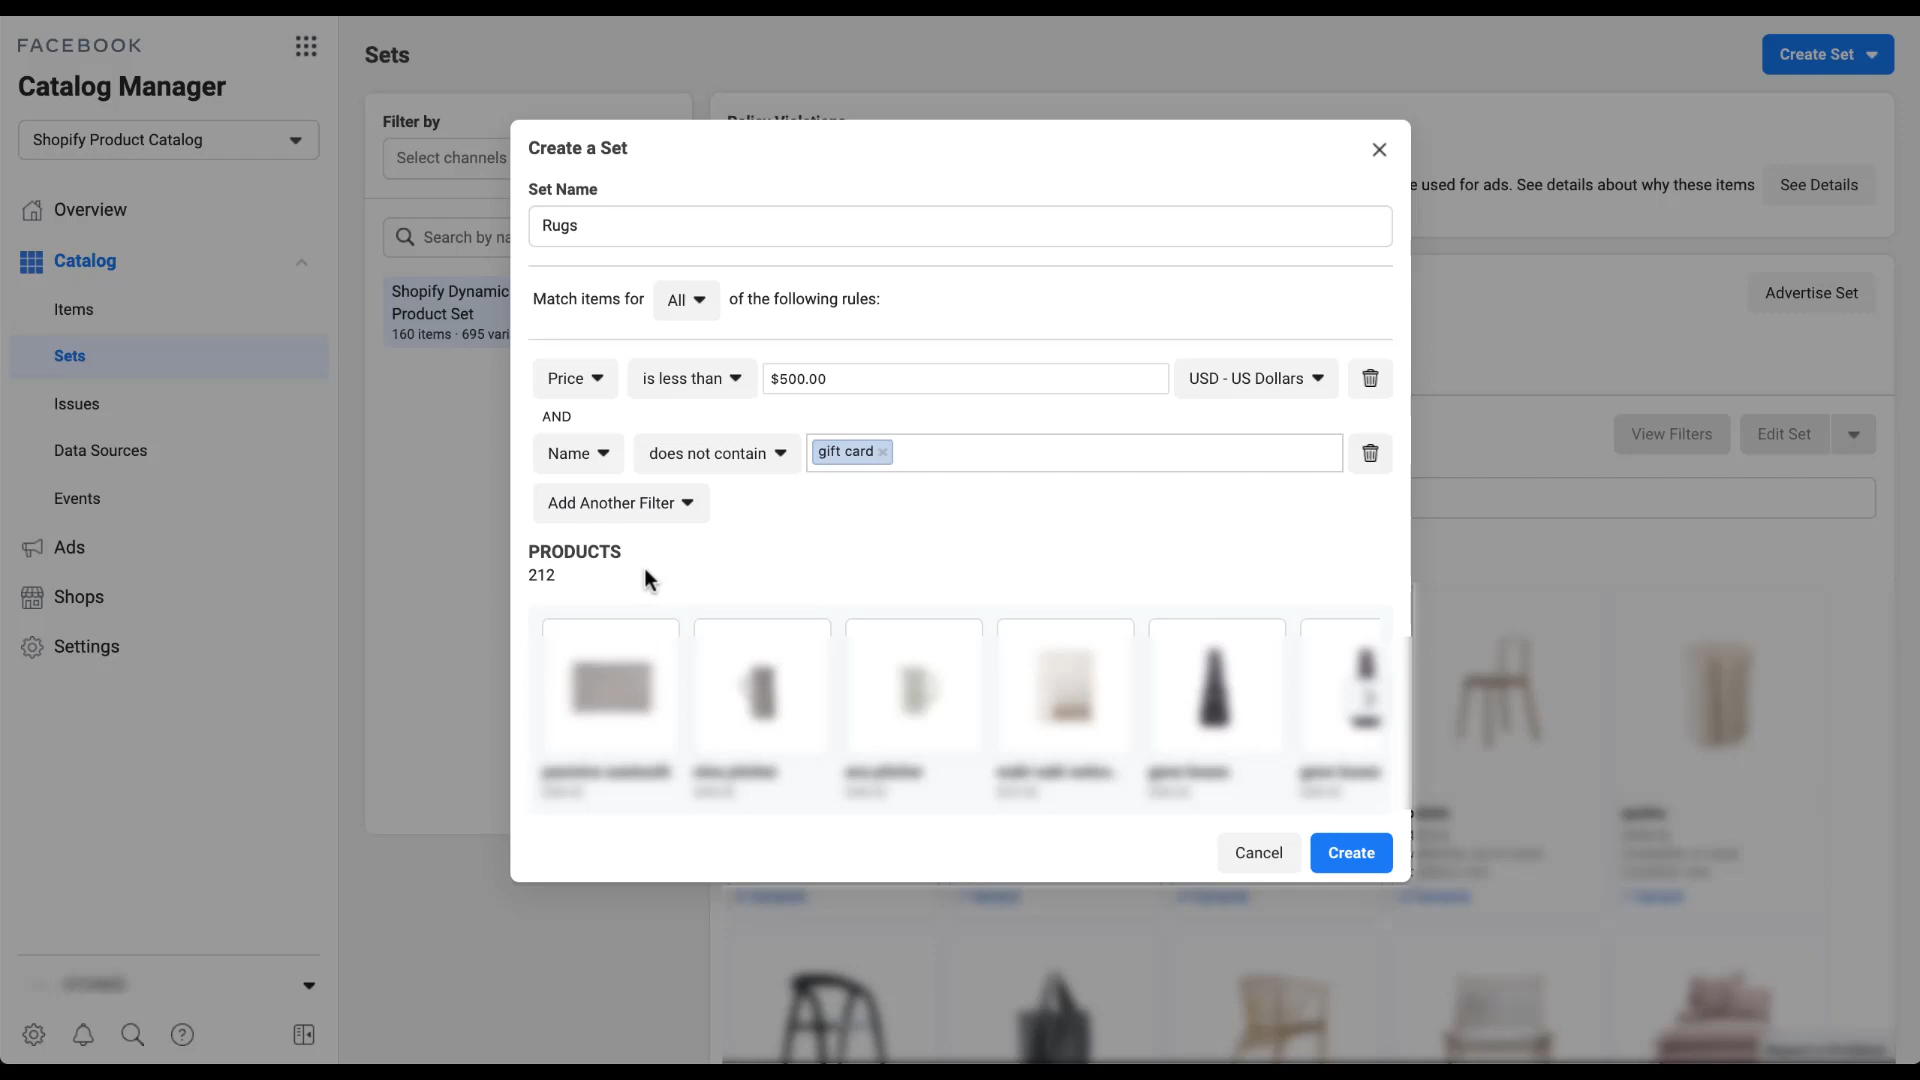 FACEBOOK
Catalog Manager
Shopify Product Catalog
Overview
Catalog
Items
Sets
Issues
Data Sources
Events
Ads
Shops
Settings
Sets
Create Set
Filter by
Select channels
Search by na
Shopify Dynamic
Product Set
160 items · 695 vari
Policy Violations
e used for ads. See details about why these items
See Details
Advertise Set
View Filters
Edit Set
Create a Set
Set Name
Rugs
Match items for All of the following rules:
Price is less than $500.00 USD - US Dollars
AND
Name does not contain gift card
Add Another Filter
PRODUCTS
212
Cancel
Create